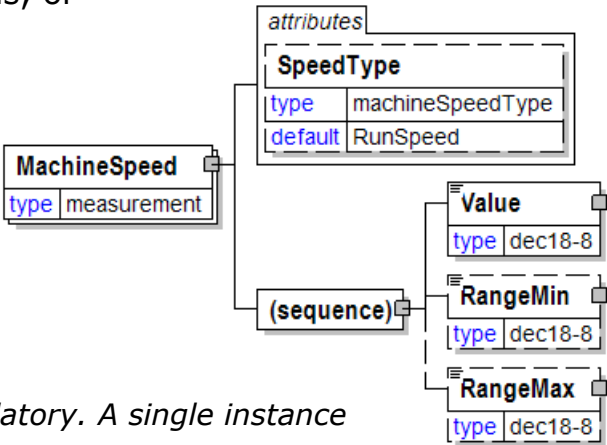 attributes
SpeedType
type machineSpeedType
default RunSpeed
MachineSpeed
type measurement
Value
type dec18-8
(sequence)
RangeMin
type dec18-8
RangeMax
type dec18-8
A single instance